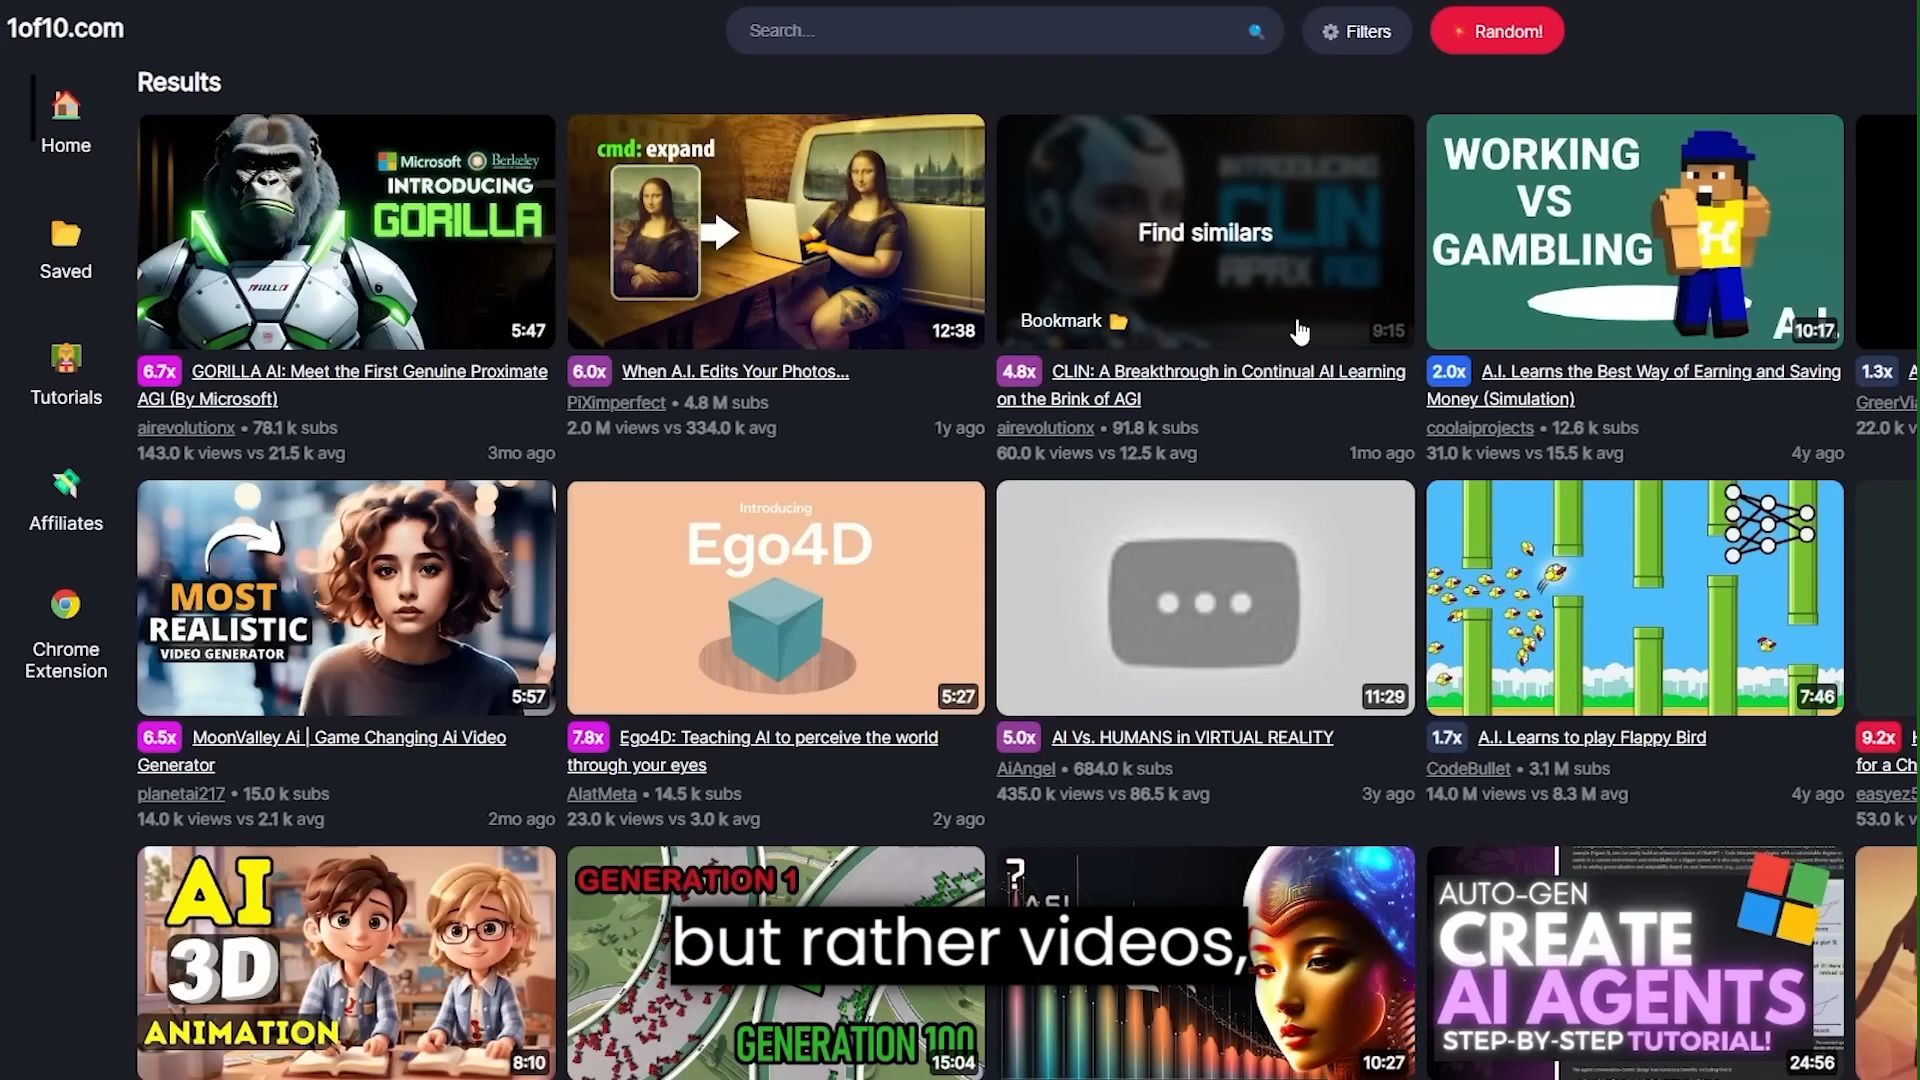 1of10.com
Search...
Filters
Random!
Home
Saved
Tutorials
Affiliates
Chrome
Extension
Results
Microsoft Berkeley
INTRODUCING
GORILLA
5:47
6.7x GORILLA AI: Meet the First Genuine Proximate
AGI (By Microsoft)
airevolutionx • 78.1 k subs
143.0 k views vs 21.5 k avg 3mo ago
cmd: expand
12:38
6.0x When A.I. Edits Your Photos...
PiXimperfect • 4.8 M subs
2.0 M views vs 334.0 k avg 1y ago
INTRODUCING
CLIN
APAX AGI
Find similars
Bookmark
9:15
4.8x CLIN: A Breakthrough in Continual AI Learning
on the Brink of AGI
airevolutionx • 91.8 k subs
60.0 k views vs 12.5 k avg 1mo ago
WORKING
VS
GAMBLING
H
10:17
2.0x A.I. Learns the Best Way of Earning and Saving
Money (Simulation)
coolaiprojects • 12.6 k subs
31.0 k views vs 15.5 k avg 4y ago
1.3x
22.0 k v
MOST
REALISTIC
VIDEO GENERATOR
5:57
6.5x MoonValley Ai | Game Changing Ai Video
Generator
planetai217 • 15.0 k subs
14.0 k views vs 2.1 k avg 2mo ago
Introducing
Ego4D
5:27
7.8x Ego4D: Teaching AI to perceive the world
through your eyes
AIatMeta • 14.5 k subs
23.0 k views vs 3.0 k avg 2y ago
11:29
5.0x AI Vs. HUMANS in VIRTUAL REALITY
AiAngel • 684.0 k subs
435.0 k views vs 86.5 k avg 3y ago
7:46
1.7x A.I. Learns to play Flappy Bird
CodeBullet • 3.1 M subs
14.0 M views vs 8.3 M avg 4y ago
9.2x
for a Ch
easyez5
53.0 k v
AI
3D
ANIMATION
8:10
GENERATION 1
GENERATION 100
15:04
?
ASI
10:27
AUTO-GEN
CREATE
AI AGENTS
STEP-BY-STEP TUTORIAL!
24:56
but rather videos,